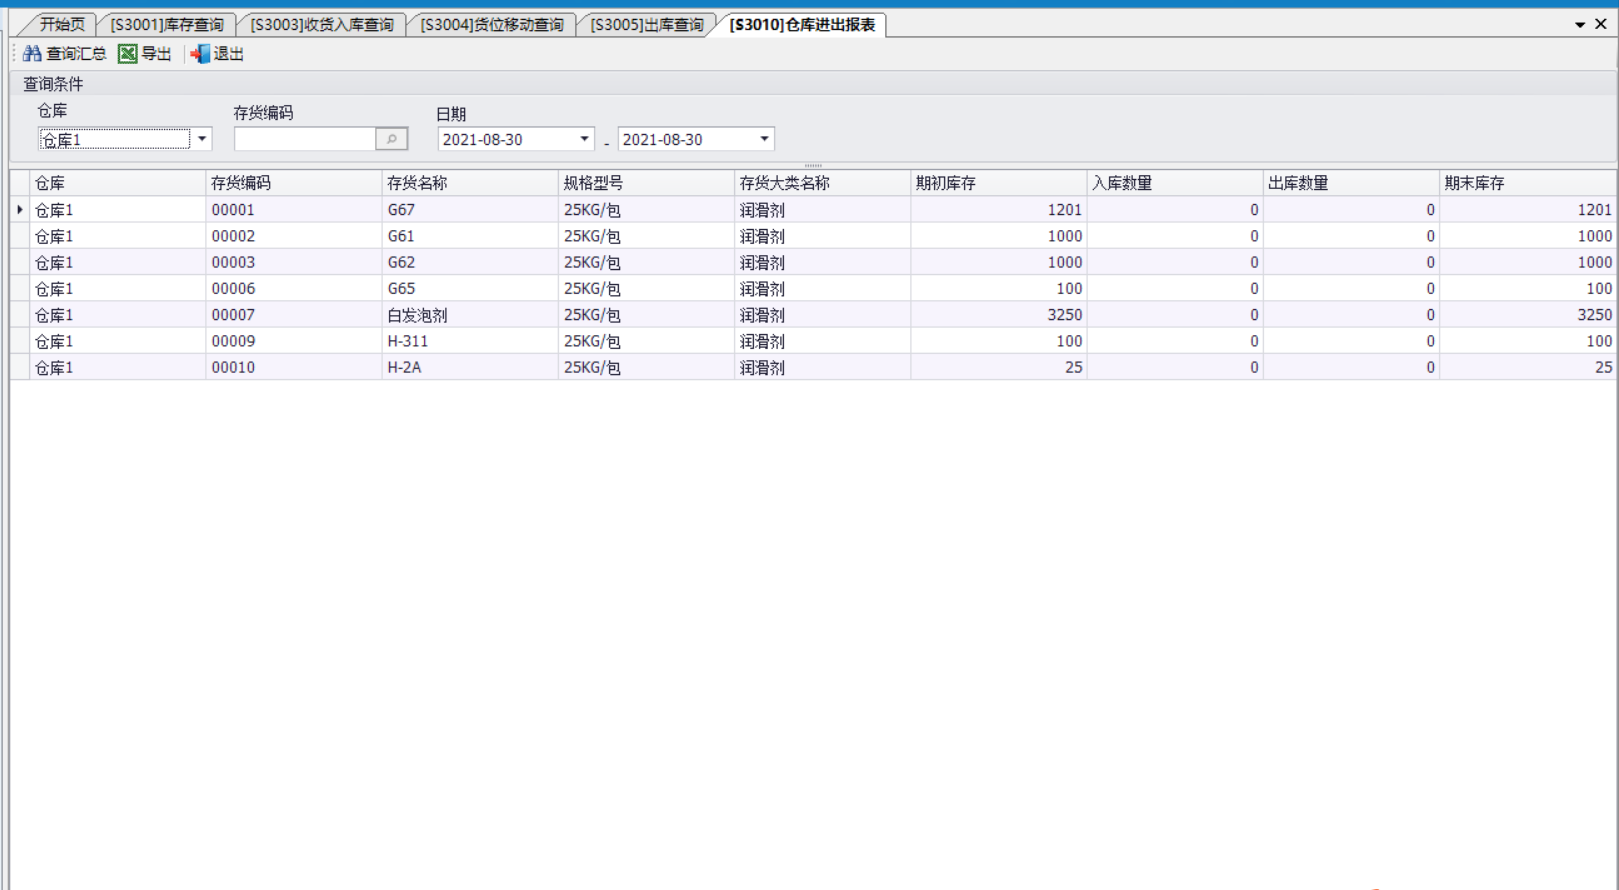 开始页 [S3001]库存查询 [S3003]收货入库查询 [S3004]货位移动查询 [S3005]出库查询 [S3010]仓库进出报表
查询汇总 导出 退出
查询条件
仓库 存货编码 日期
仓库1 2021-08-30 - 2021-08-30
仓库 存货编码 存货名称 规格型号 存货大类名称 期初库存 入库数量 出库数量 期末库存
仓库1 00001 G67 25KG/包 润滑剂 1201 0 0 1201
仓库1 00002 G61 25KG/包 润滑剂 1000 0 0 1000
仓库1 00003 G62 25KG/包 润滑剂 1000 0 0 1000
仓库1 00006 G65 25KG/包 润滑剂 100 0 0 100
仓库1 00007 白发泡剂 25KG/包 润滑剂 3250 0 0 3250
仓库1 00009 H-311 25KG/包 润滑剂 100 0 0 100
仓库1 00010 H-2A 25KG/包 润滑剂 25 0 0 25